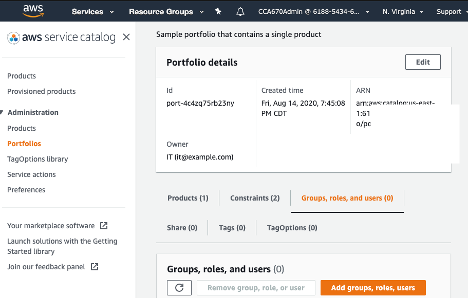 aws
Services
Resource Groups
CCA670Admin @ 6188-5434-6...
N. Virginia
Support
aws service catalog
Products
Provisioned products
Administration
Products
Portfolios
TagOptions library
Service actions
Preferences
Your marketplace software
Launch solutions with the Getting
Started library
Join our feedback panel
Sample portfolio that contains a single product
Portfolio details
Edit
Id
port-4c4zq75rb23ny
Created time
Fri, Aug 14, 2020, 7:45:08
PM CDT
ARN
arn:aws:catalog:us-east-
1:61
o/po
Owner
IT (it@example.com)
Products (1)
Constraints (2)
Groups, roles, and users (0)
Share (0)
Tags (0)
TagOptions (0)
Groups, roles, and users (0)
Remove group, role, or user
Add groups, roles, users